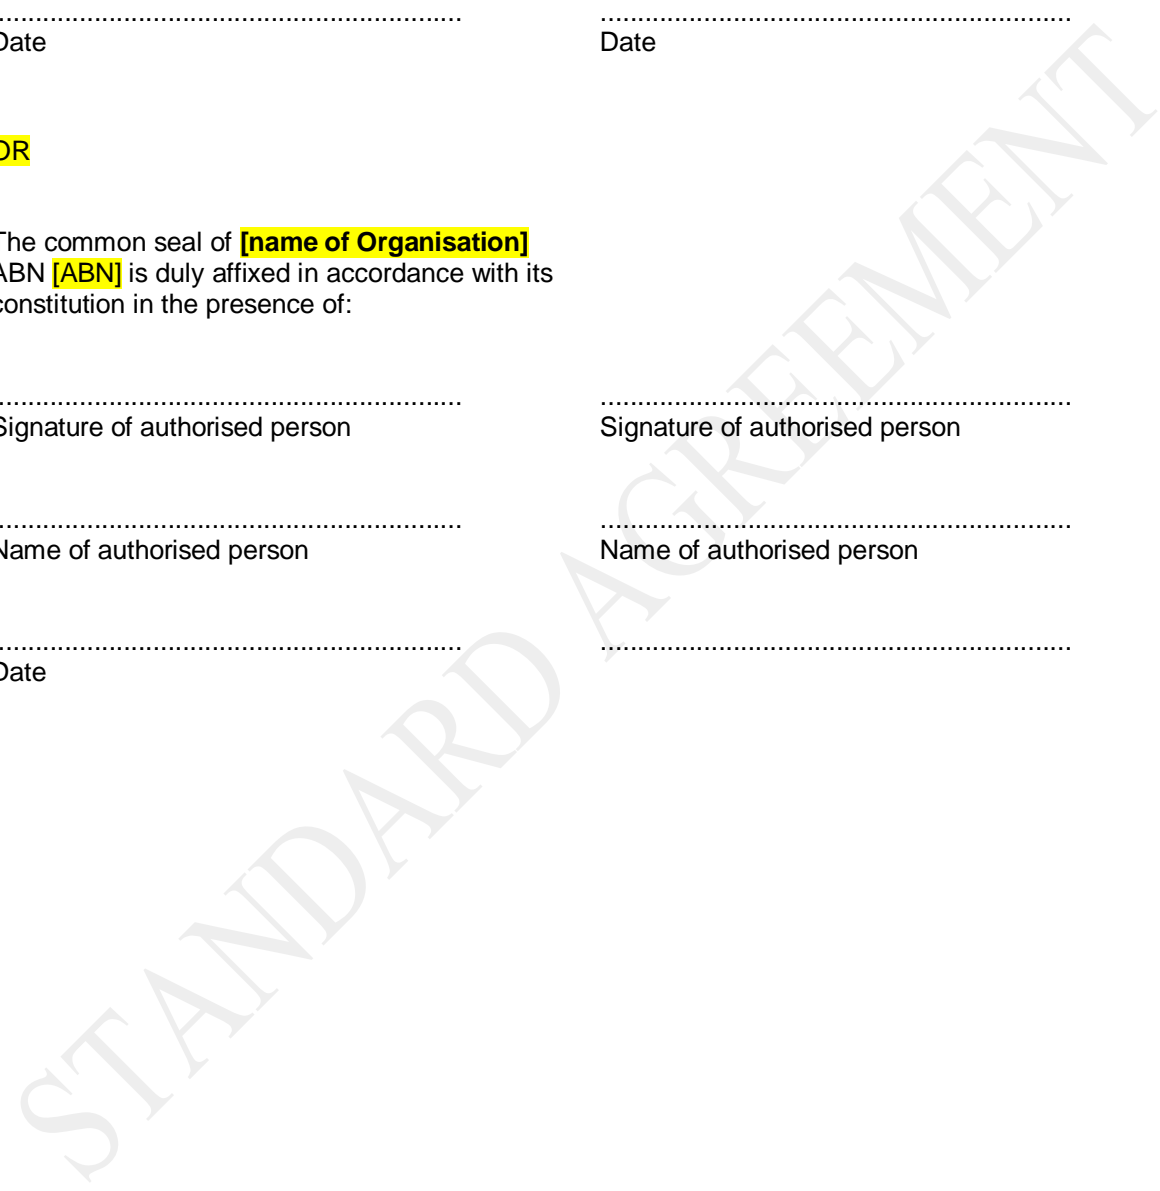 ............................................................... ...............................................................
Date Date
OR
The common seal of [name of Organisation]
ABN [ABN] is duly affixed in accordance with its
constitution in the presence of:
............................................................... ...............................................................
Signature of authorised person Signature of authorised person
............................................................... ...............................................................
Name of authorised person Name of authorised person
............................................................... ...............................................................
Date
STANDARD AGREEMENT